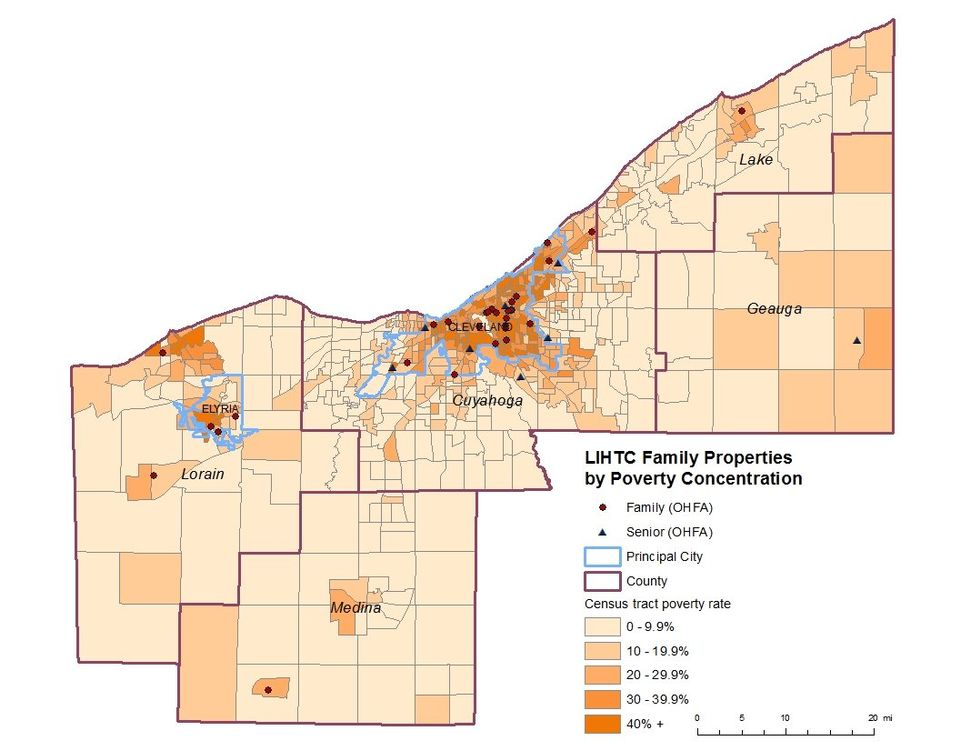 Lake
Geauga
CLEVELAND
Cuyahoga
ELYRIA
Lorain
Medina
LIHTC Family Properties
by Poverty Concentration
Family (OHFA)
Senior (OHFA)
Principal City
County
Census tract poverty rate
0 - 9.9%
10 - 19.9%
20 - 29.9%
30 - 39.9%
40% +
0 5 10 20 mi